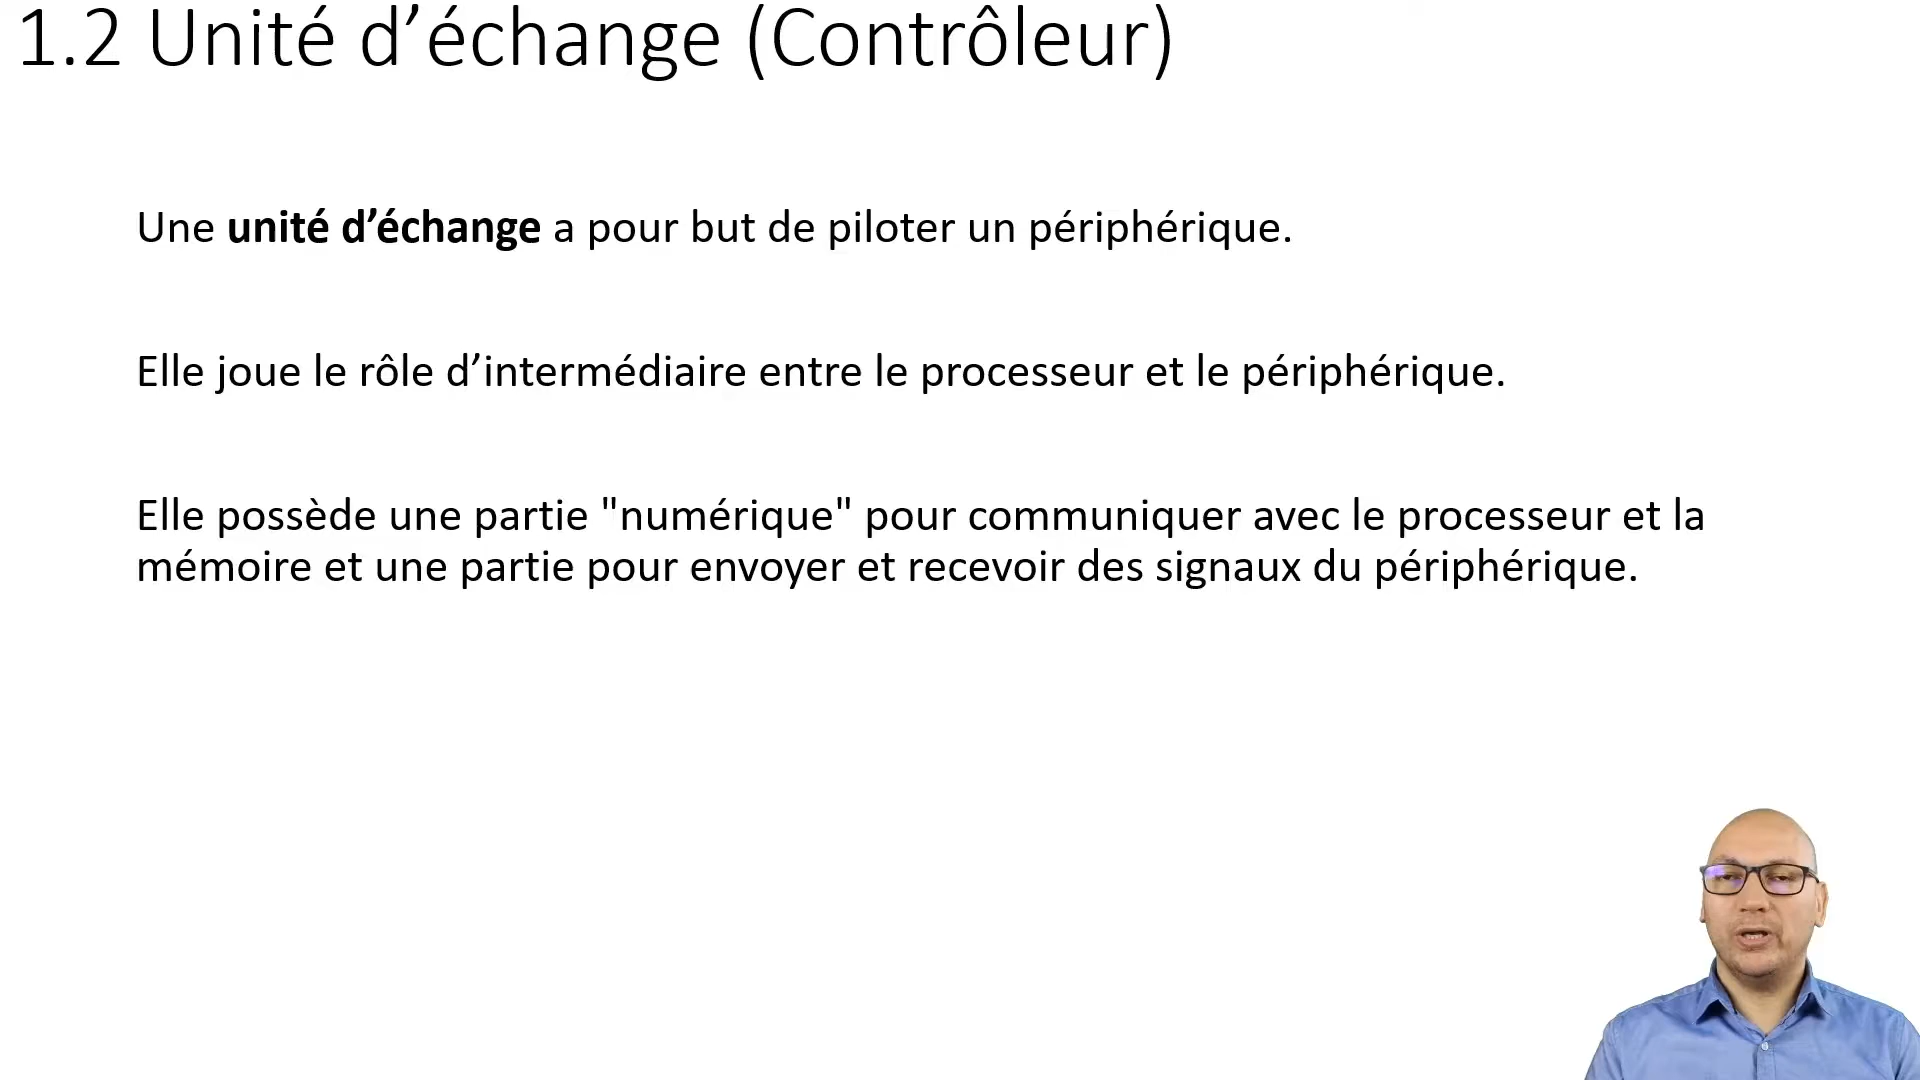 1.2 Unité d’échange (Contrôleur)
Une unité d’échange a pour but de piloter un périphérique.
Elle joue le rôle d’intermédiaire entre le processeur et le périphérique.
Elle possède une partie "numérique" pour communiquer avec le processeur et la
mémoire et une partie pour envoyer et recevoir des signaux du périphérique.